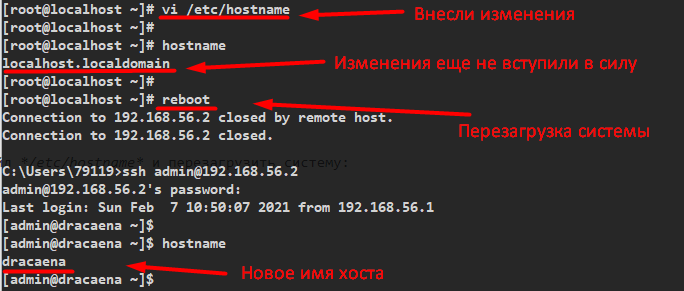 [root@localhost ~]# vi /etc/hostname
Внесли изменения
[root@localhost ~]#
[root@localhost ~]# hostname
localhost.localdomain
Изменения еще не вступили в силу
[root@localhost ~]#
[root@localhost ~]# reboot
Connection to 192.168.56.2 closed by remote host.
Перезагрузка системы
Connection to 192.168.56.2 closed.
*/etc/hostname* и перезагрузить систему:
C:\Users\79119>ssh admin@192.168.56.2
admin@192.168.56.2's password:
Last login: Sun Feb  7 10:50:07 2021 from 192.168.56.1
[admin@dracaena ~]$
[admin@dracaena ~]$ hostname
dracaena
Новое имя хоста
[admin@dracaena ~]$